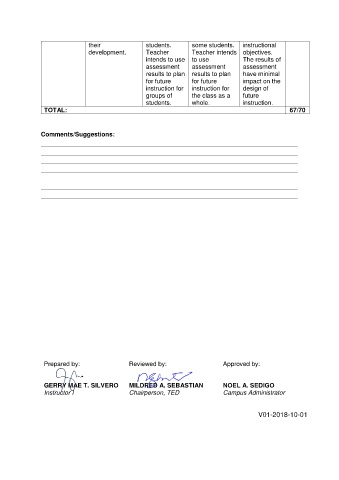 their
development.
students.
Teacher
intends to use
assessment
results to plan
for future
instruction for
groups of
students.
some students.
Teacher intends
to use
assessment
results to plan
for future
instruction for
the class as a
whole.
instructional
objectives.
The results of
assessment
have minimal
impact on the
design of
future
instruction.
TOTAL: 67/70
Comments/Suggestions:
Prepared by: Reviewed by: Approved by:
GERRY MAE T. SILVERO MILDRED A. SEBASTIAN NOEL A. SEDIGO
Instructor I Chairperson, TED Campus Administrator
V01-2018-10-01